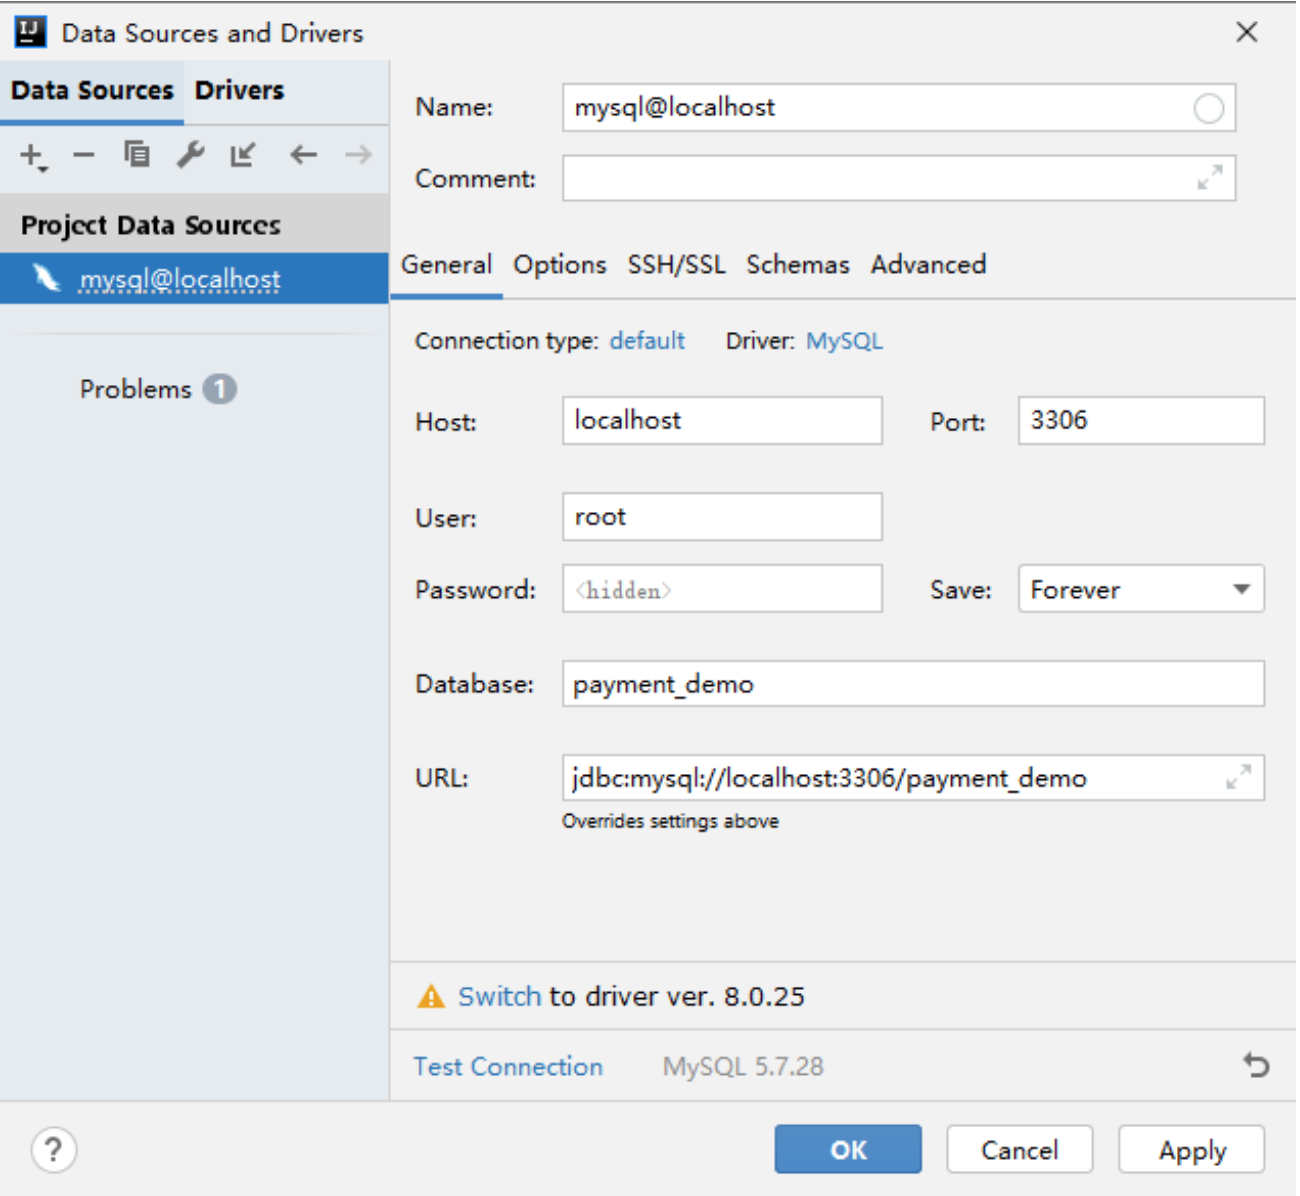 IJ Data Sources and Drivers
Data Sources Drivers
Project Data Sources
mysql@localhost
Problems 1
Name: mysql@localhost
Comment:
General Options SSH/SSL Schemas Advanced
Connection type: default Driver: MySQL
Host: localhost Port: 3306
User: root
Password: <hidden> Save: Forever
Database: payment_demo
URL: jdbc:mysql://localhost:3306/payment_demo
Overrides settings above
Switch to driver ver. 8.0.25
Test Connection MySQL 5.7.28
? OK Cancel Apply